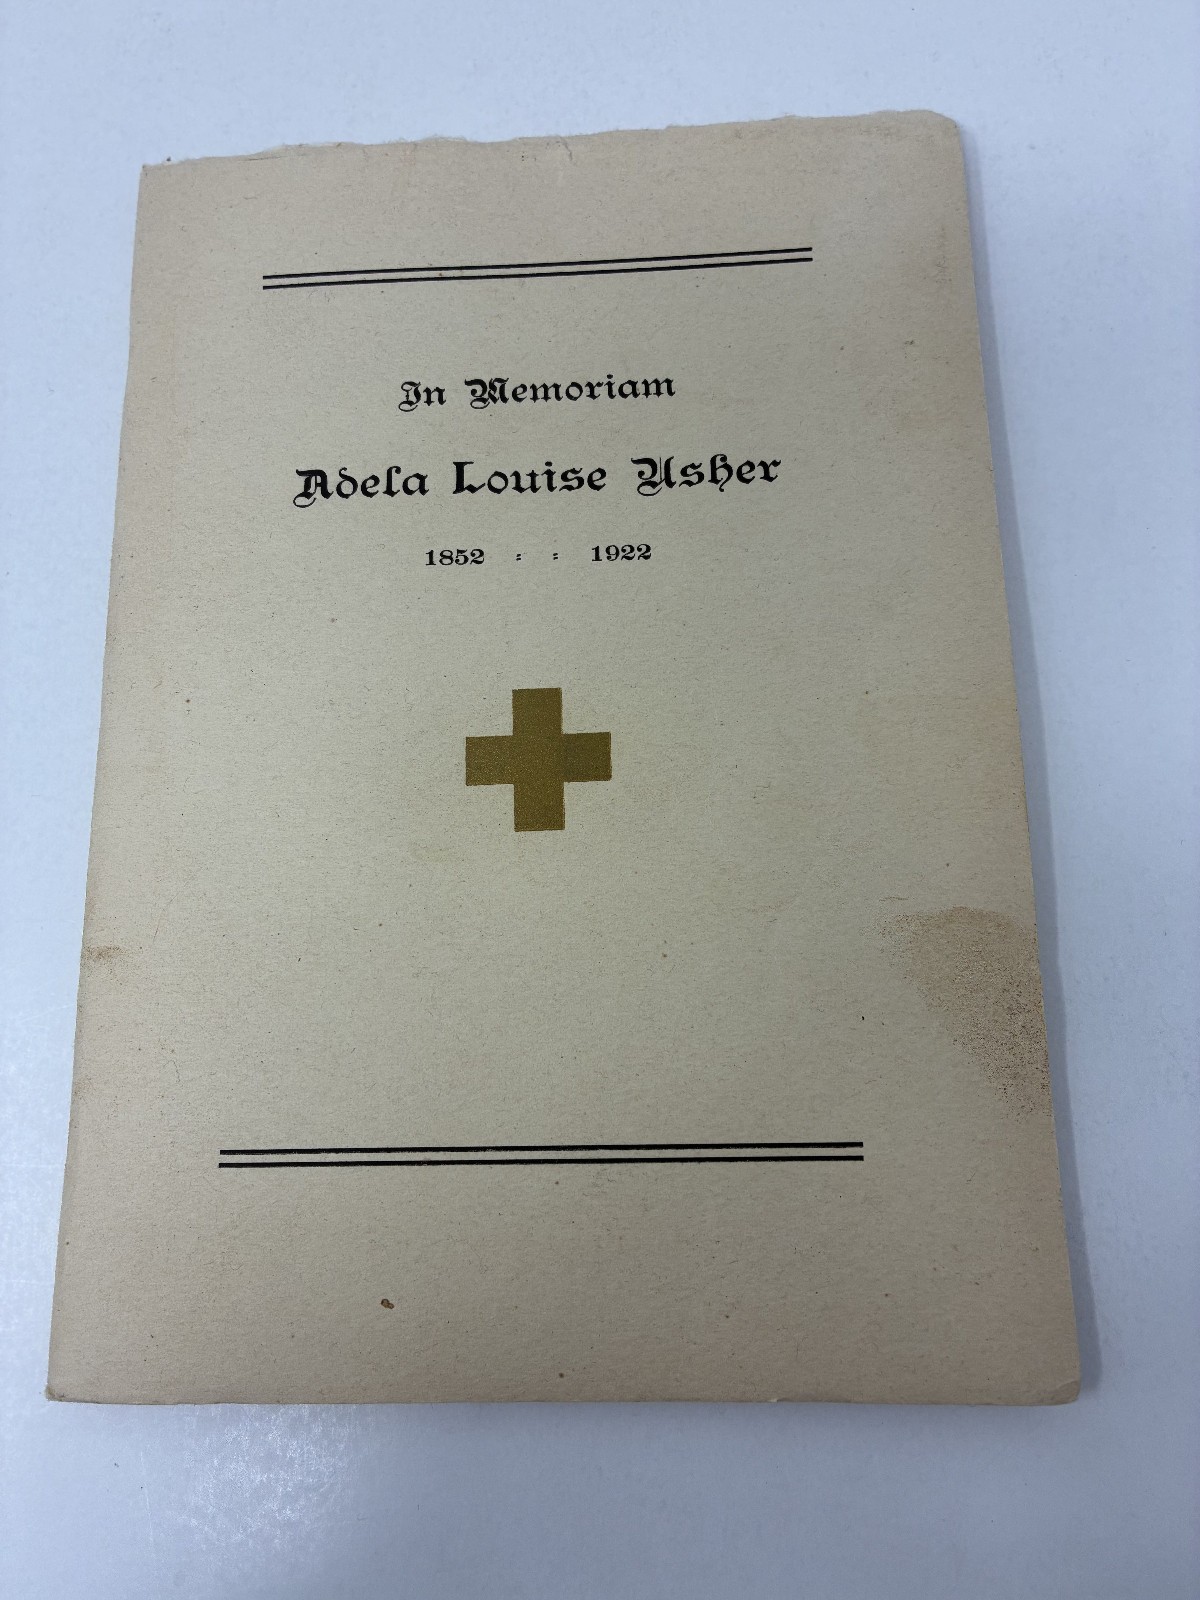 In Memoriam
Adela Louise Usher
1852 : : 1922